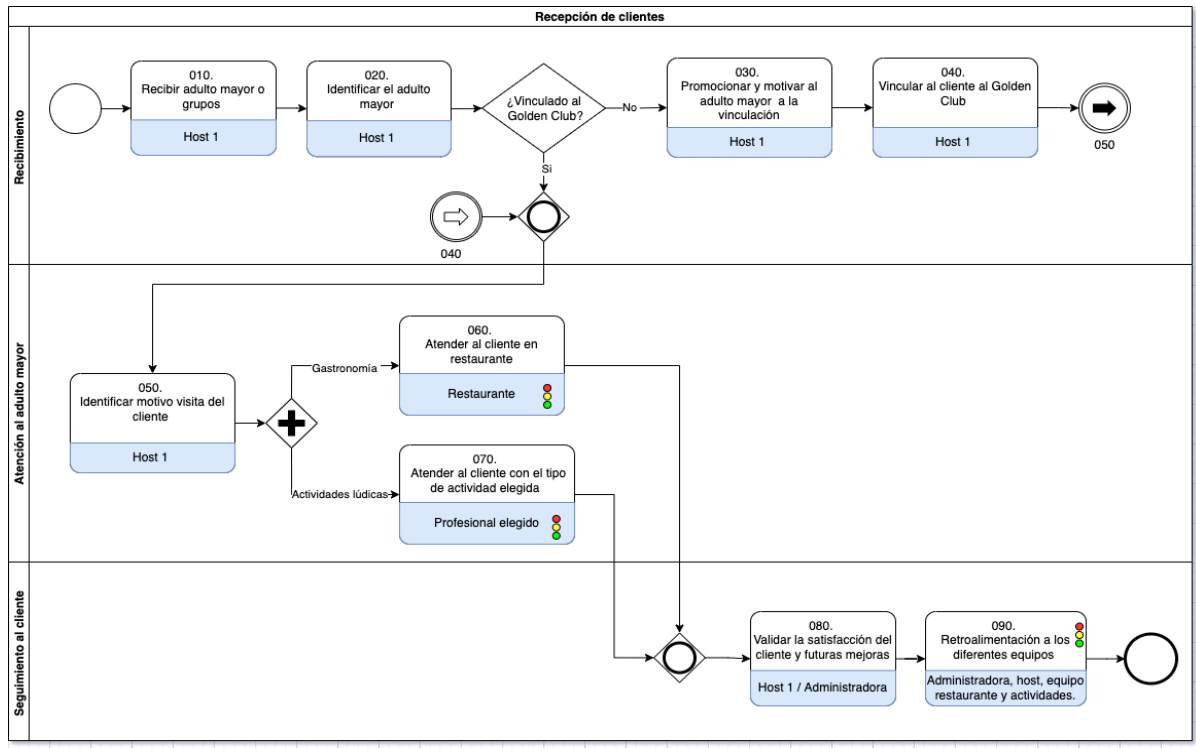 Recepción de clientes
Recibimiento
010.
Recibir adulto mayor o
grupos
Host 1
020.
Identificar el adulto
mayor
Host 1
¿Vinculado al
Golden Club?
No
030.
Promocionar y motivar al
adulto mayor a la
vinculación
Host 1
040.
Vincular al cliente al Golden
Club
Host 1
050
Si
040
Atención al adulto mayor
050.
Identificar motivo visita del
cliente
Host 1
Gastronomía
060.
Atender al cliente en
restaurante
Restaurante
Actividades lúdicas
070.
Atender al cliente con el tipo
de actividad elegida
Profesional elegido
Seguimiento al cliente
080.
Validar la satisfacción del
cliente y futuras mejoras
Host 1 / Administradora
090.
Retroalimentación a los
diferentes equipos
Administradora, host, equipo
restaurante y actividades.